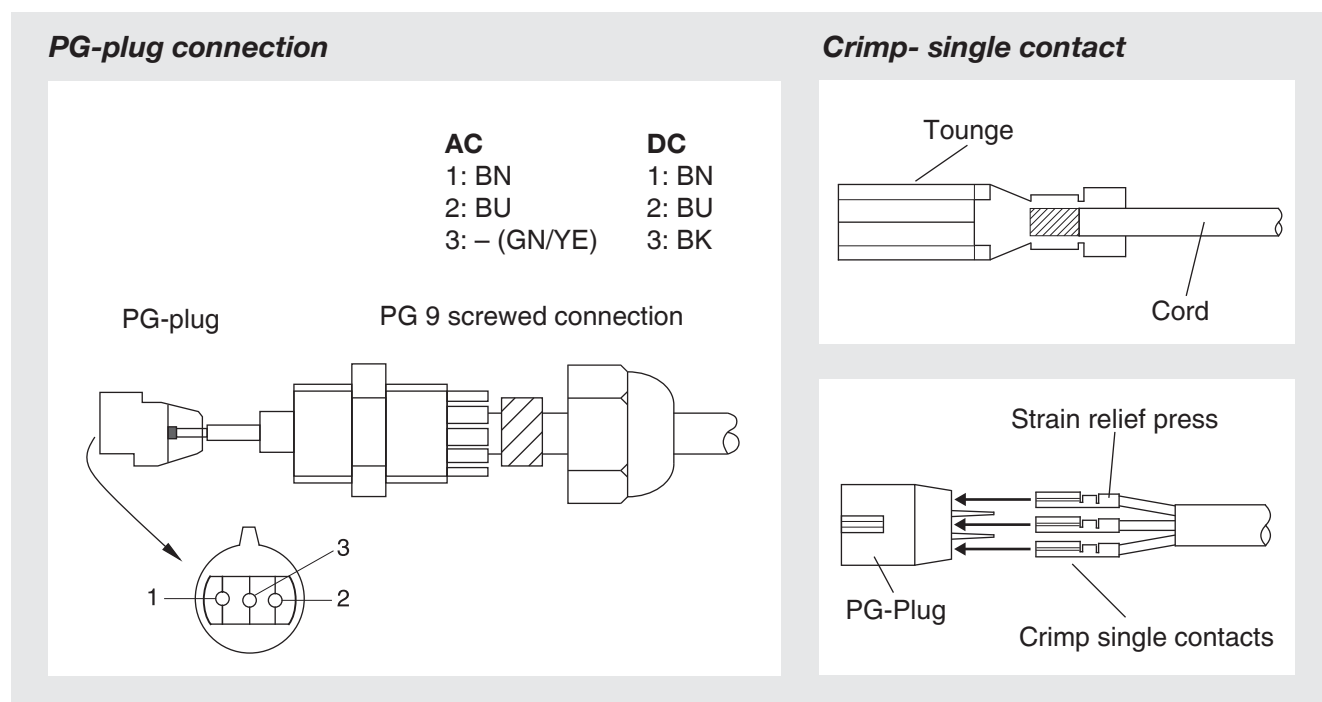 PG-plug connection
AC
1: BN
2: BU
3: – (GN/YE)
DC
1: BN
2: BU
3: BK
PG-plug
PG 9 screwed connection
3
1
2
Crimp- single contact
Tounge
Cord
Strain relief press
PG-Plug
Crimp single contacts